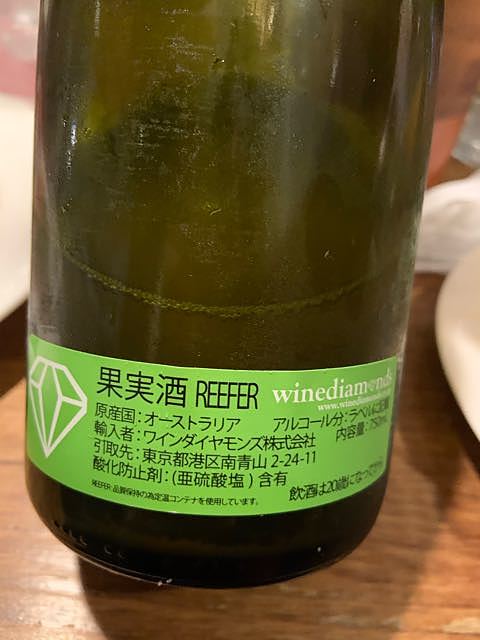 果実酒 REEFER winediamonds
www.winediamonds
原産国：オーストラリア アルコール分：ラベルに記載
輸入者：ワインダイヤモンズ株式会社 内容量：750mL
引取先：東京都港区南青山 2-24-11
酸化防止剤：(亜硫酸塩) 含有
REEFER: 品質保持の為定温コンテナを使用しています。 飲酒は20歳になってから